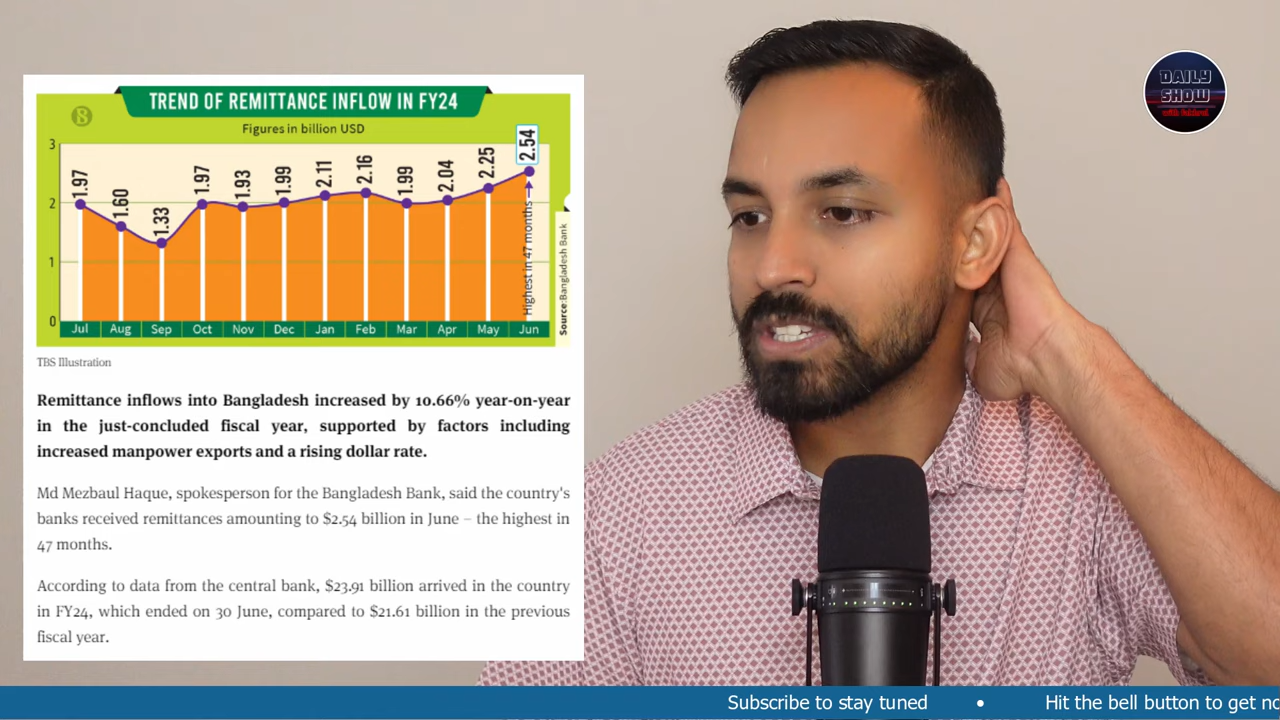 TREND OF REMITTANCE INFLOW IN FY24
Figures in billion USD
3
2
1
0
1.97
1.60
1.33
1.97
1.93
1.99
2.11
2.16
1.99
2.04
2.25
2.54
Highest in 47 months
Jul Aug Sep Oct Nov Dec Jan Feb Mar Apr May Jun
Source:Bangladesh Bank
TBS Illustration
Remittance inflows into Bangladesh increased by 10.66% year-on-year
in the just-concluded fiscal year, supported by factors including
increased manpower exports and a rising dollar rate.
Md Mezbaul Haque, spokesperson for the Bangladesh Bank, said the country's
banks received remittances amounting to $2.54 billion in June – the highest in
47 months.
According to data from the central bank, $23.91 billion arrived in the country
in FY24, which ended on 30 June, compared to $21.61 billion in the previous
fiscal year.
DAILY
SHOW
Subscribe to stay tuned • Hit the bell button to get no